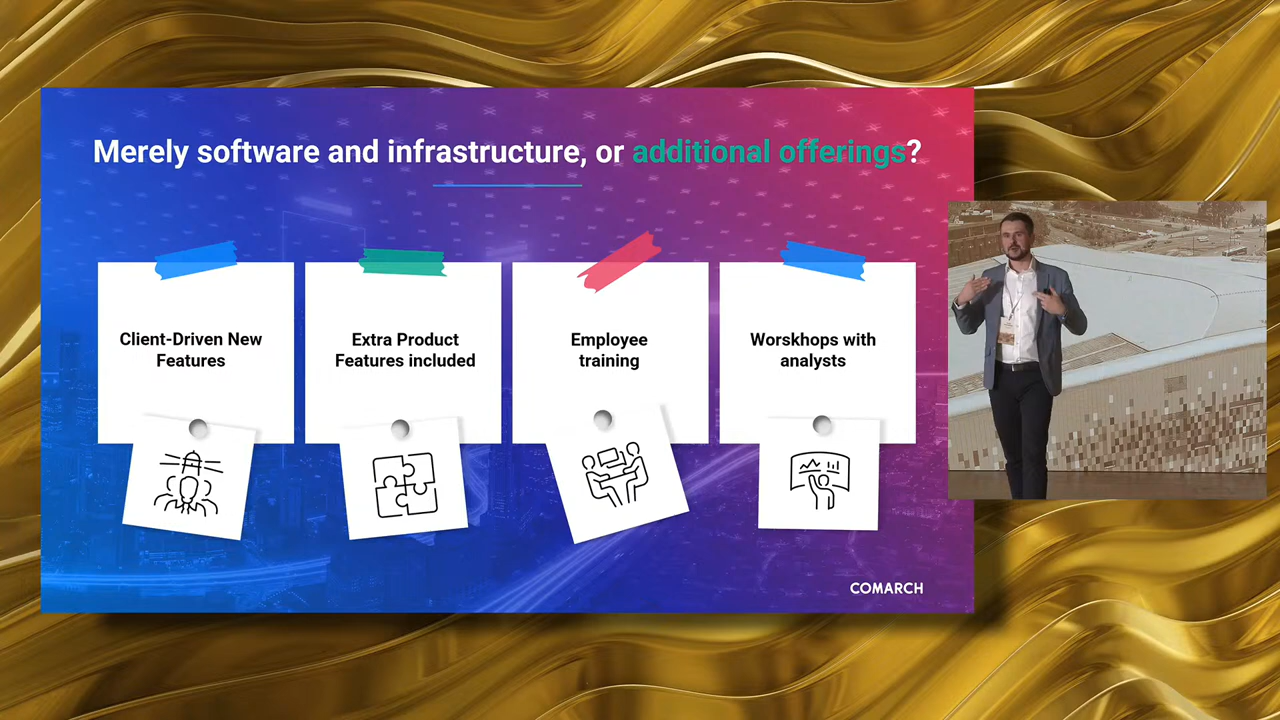 Merely software and infrastructure, or additional offerings?
Client-Driven New
Features
Extra Product
Features included
Employee
training
Worskhops with
analysts
COMARCH